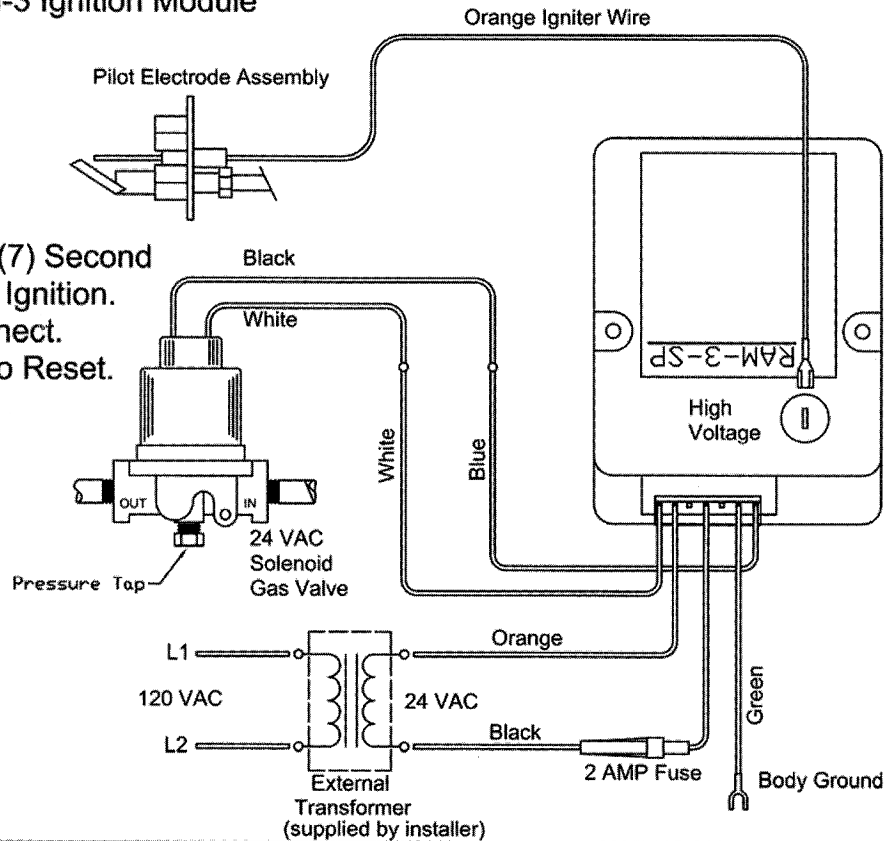 -3 Ignition Module
Orange Igniter Wire
Pilot Electrode Assembly
(7) Second
Ignition.
nect.
o Reset.
Black
White
White
Blue
RAM-3-SP
High
Voltage
OUT
IN
24 VAC
Solenoid
Gas Valve
Pressure Tap
L1
120 VAC
L2
24 VAC
Orange
Black
2 AMP Fuse
Green
Body Ground
External
Transformer
(supplied by installer)